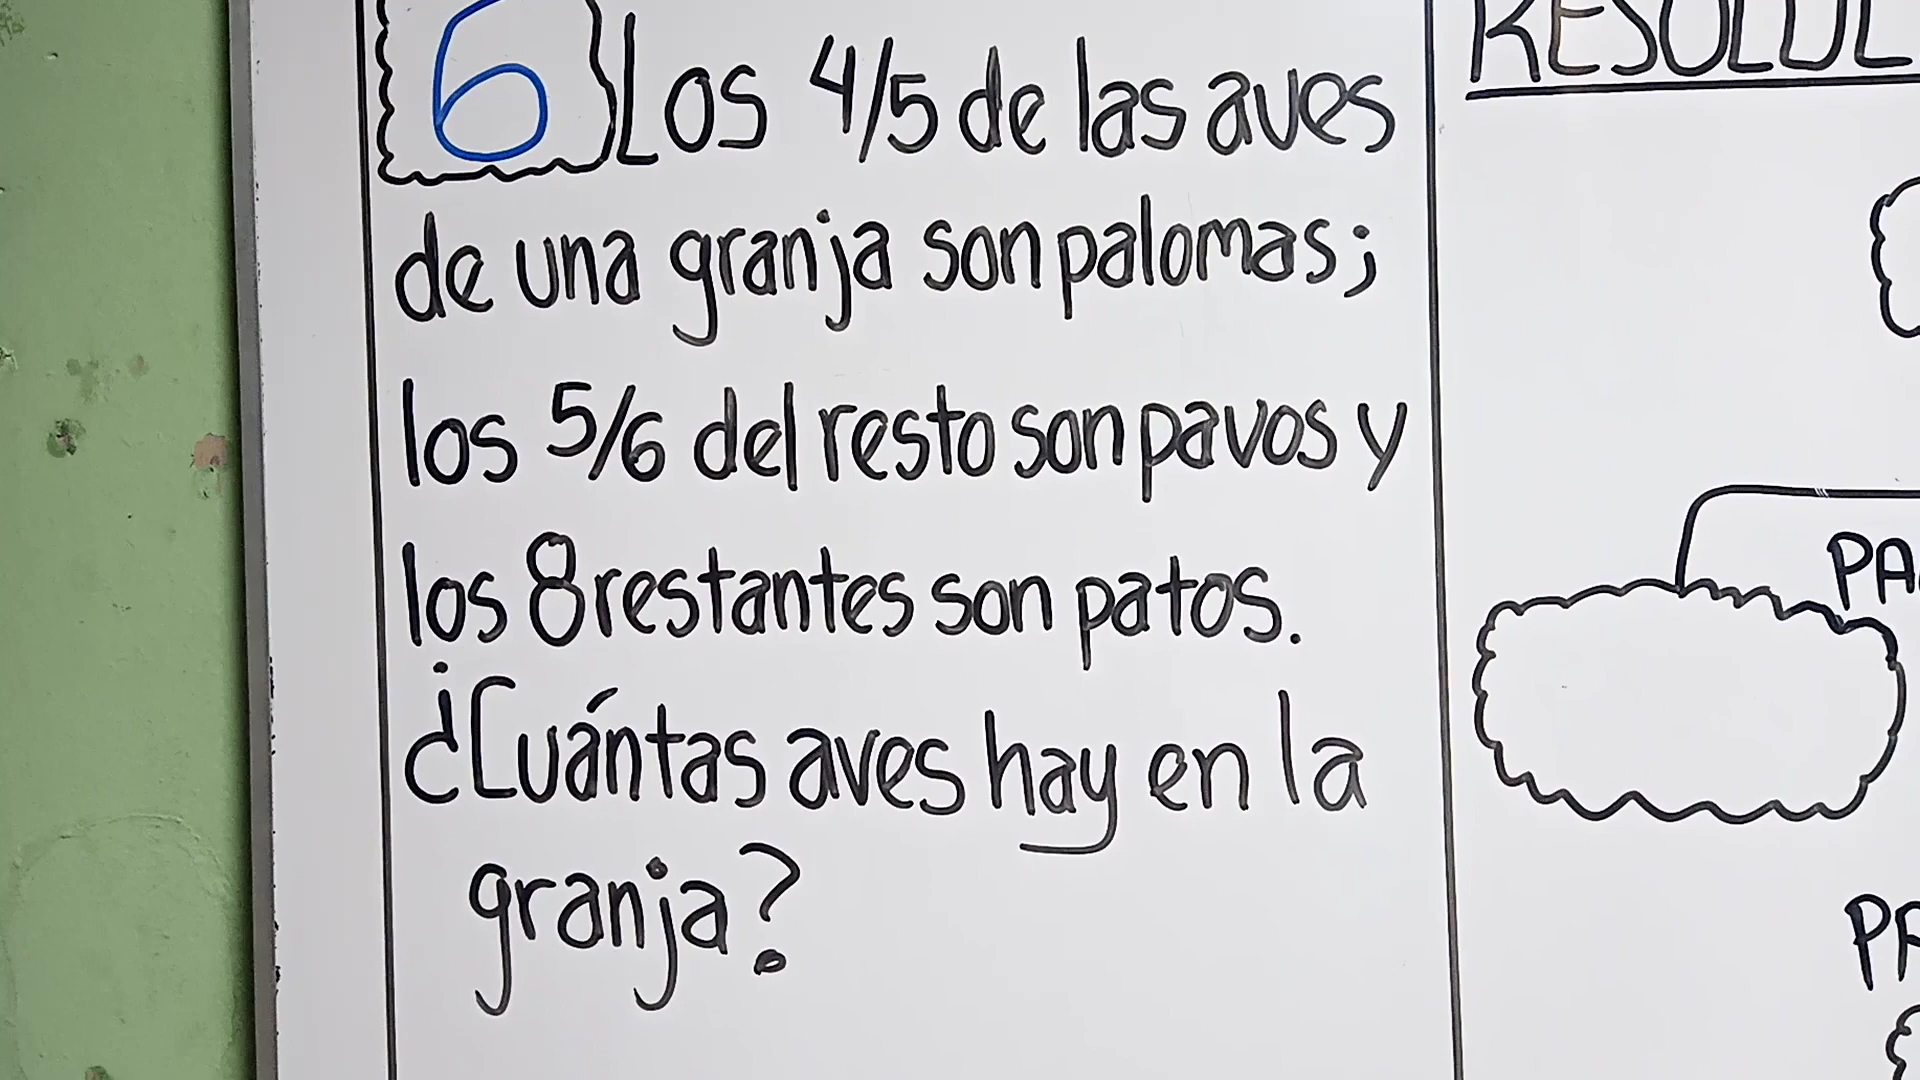 6 Los 4/5 de las aves
de una granja son palomas;
los 5/6 del resto son pavos y
los 8 restantes son patos.
¿Cuántas aves hay en la
granja?